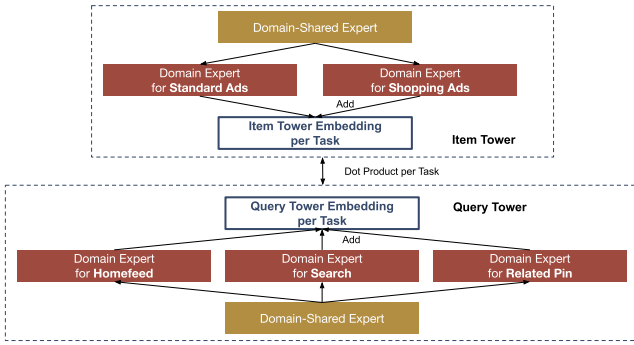 Domain-Shared Expert
Domain Expert
for Standard Ads
Domain Expert
for Shopping Ads
Add
Item Tower Embedding
per Task
Item Tower
Dot Product per Task
Query Tower Embedding
per Task
Query Tower
Add
Domain Expert
for Homefeed
Domain Expert
for Search
Domain Expert
for Related Pin
Domain-Shared Expert